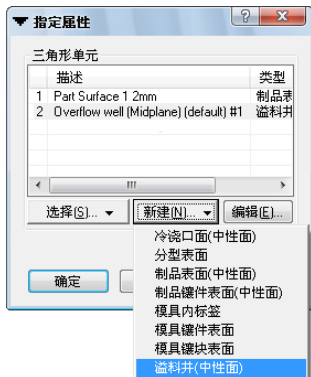 指定属性
三角形单元
描述 类型
1 Part Surface 1 2mm 制品表
2 Overflow well (Midplane) (default) #1 溢料井
选择(S)... 新建(N)... 编辑(E)...
冷浇口面(中性面)
分型表面
制品表面(中性面)
确定
制品镶件表面(中性面)
模具内标签
模具镶件表面
模具镶块表面
溢料井(中性面)